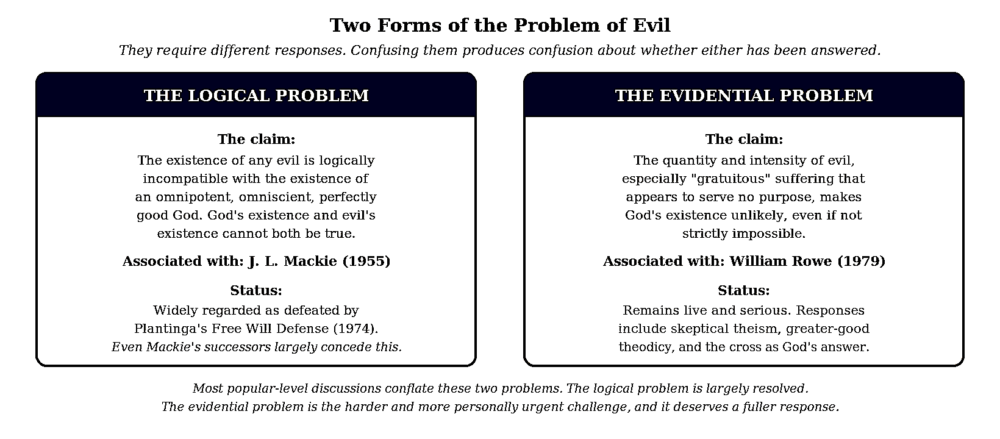 Two Forms of the Problem of Evil
They require different responses. Confusing them produces confusion about whether either has been answered.
THE LOGICAL PROBLEM
The claim:
The existence of any evil is logically
incompatible with the existence of
an omnipotent, omniscient, perfectly
good God. God's existence and evil's
existence cannot both be true.
Associated with: J. L. Mackie (1955)
Status:
Widely regarded as defeated by
Plantinga's Free Will Defense (1974).
Even Mackie's successors largely concede this.
THE EVIDENTIAL PROBLEM
The claim:
The quantity and intensity of evil,
especially "gratuitous" suffering that
appears to serve no purpose, makes
God's existence unlikely, even if not
strictly impossible.
Associated with: William Rowe (1979)
Status:
Remains live and serious. Responses
include skeptical theism, greater-good
theodicy, and the cross as God's answer.
Most popular-level discussions conflate these two problems. The logical problem is largely resolved.
The evidential problem is the harder and more personally urgent challenge, and it deserves a fuller response.